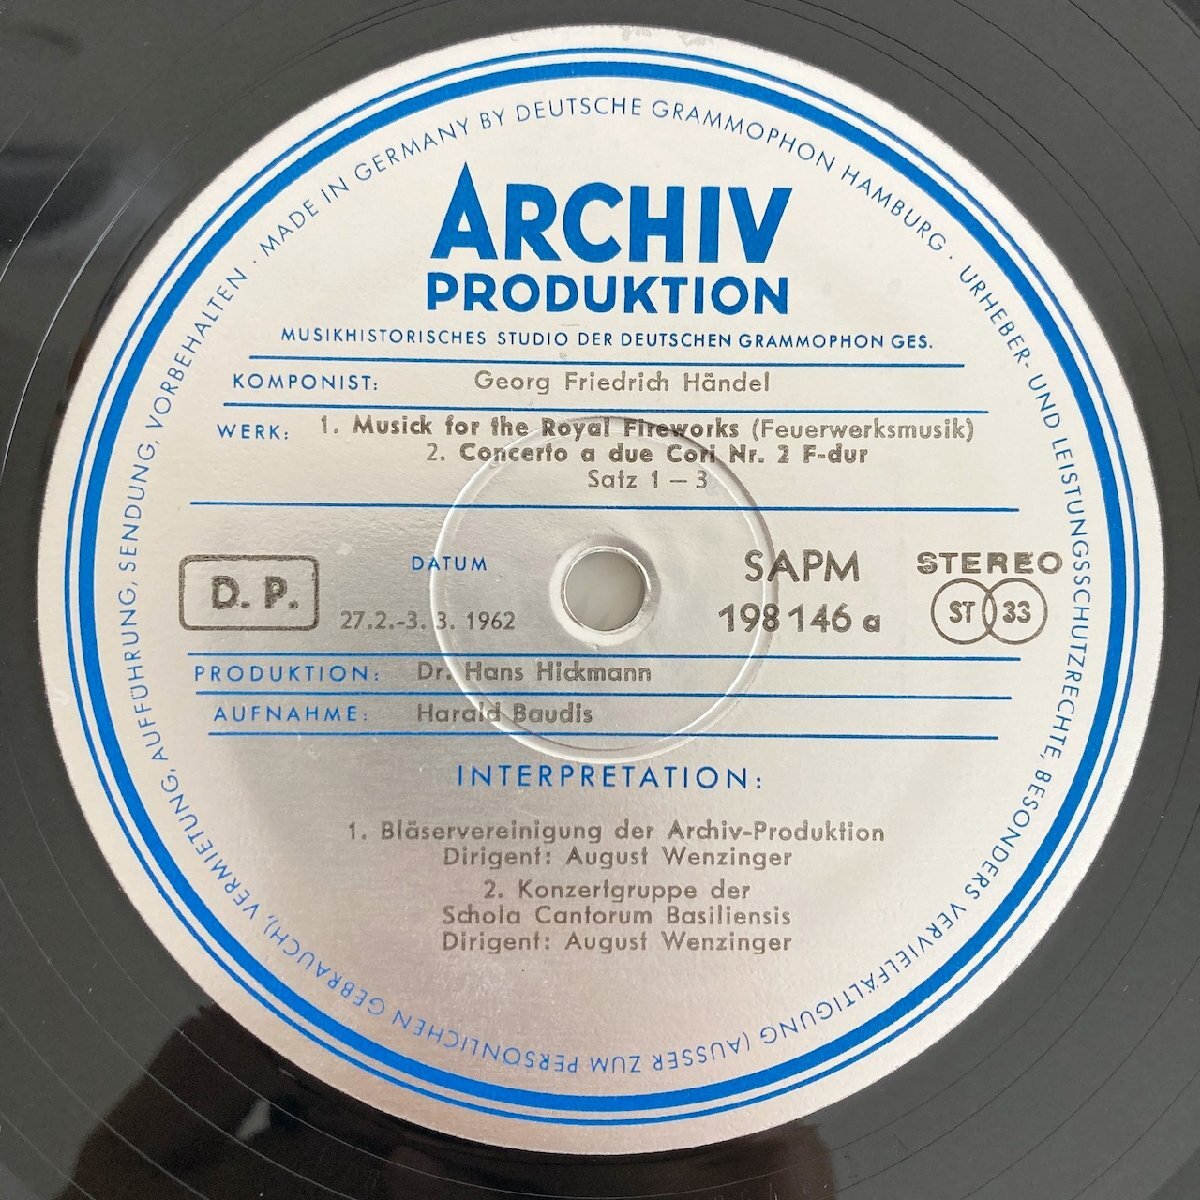 MADE IN GERMANY BY DEUTSCHE GRAMMOPHON HAMBURG · URHEBER- UND LEISTUNGSSCHUTZRECHTE, BESONDERS VERVIELFÄLTIGUNG (AUSSER ZUM PERSÖNLICHEN GEBRAUCH), VERMIETUNG, AUFFÜHRUNG, SENDUNG, VORBEHALTEN ·
ARCHIV
PRODUKTION
MUSIKHISTORISCHES STUDIO DER DEUTSCHEN GRAMMOPHON GES.
KOMPONIST: Georg Friedrich Händel
WERK: 1. Musick for the Royal Fireworks (Feuerwerksmusik)
2. Concerto a due Cori Nr. 2 F-dur
Satz 1 – 3
D. P.
DATUM
27.2.-3. 3. 1962
SAPM
198 146 a
STEREO
ST 33
PRODUKTION: Dr. Hans Hickmann
AUFNAHME: Harald Baudis
INTERPRETATION:
1. Bläservereinigung der Archiv-Produktion
Dirigent: August Wenzinger
2. Konzertgruppe der
Schola Cantorum Basiliensis
Dirigent: August Wenzinger